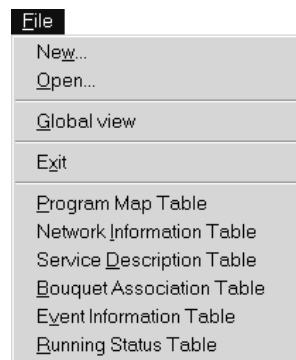 File
New...
Open...
Global view
Exit
Program Map Table
Network Information Table
Service Description Table
Bouquet Association Table
Event Information Table
Running Status Table